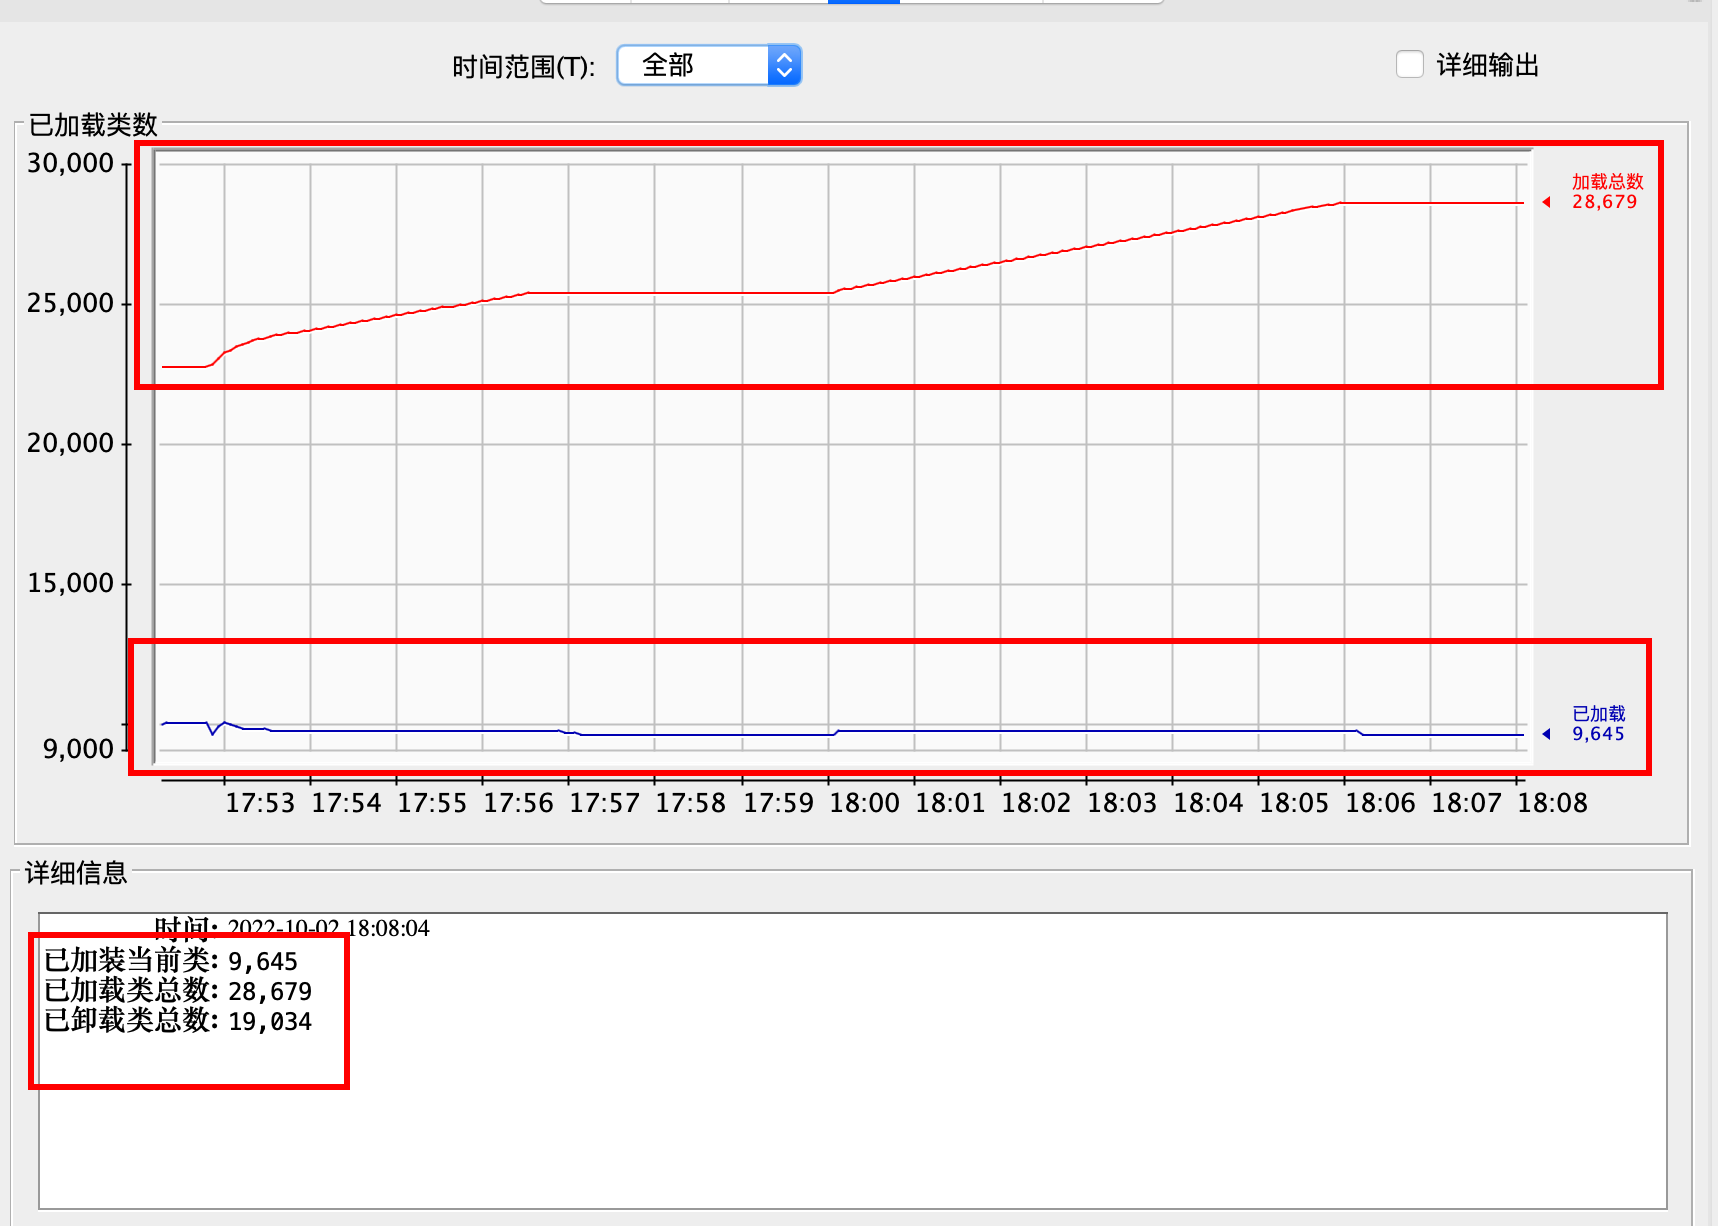 时间范围(T): 全部 详细输出
已加载类数
30,000
加载总数
28,679
25,000
20,000
15,000
已加载
9,645
9,000
17:53 17:54 17:55 17:56 17:57 17:58 17:59 18:00 18:01 18:02 18:03 18:04 18:05 18:06 18:07 18:08
详细信息
时间: 2022-10-02 18:08:04
已加装当前类: 9,645
已加载类总数: 28,679
已卸载类总数: 19,034